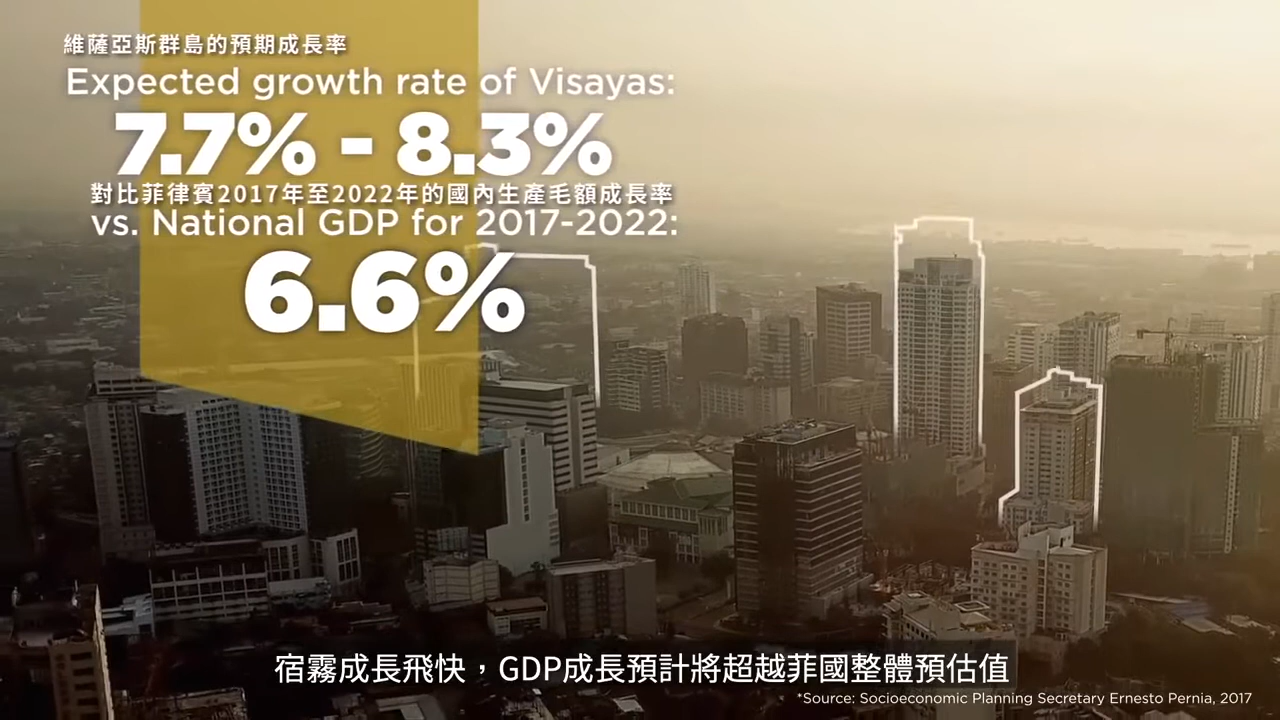 維薩亞斯群島的預期成長率
Expected growth rate of Visayas:
7.7% - 8.3%
對比菲律賓2017年至2022年的國內生產毛額成長率
vs. National GDP for 2017-2022:
6.6%
宿霧成長飛快，GDP成長預計將超越菲國整體預估值
*Source: Socioeconomic Planning Secretary Ernesto Pernia, 2017